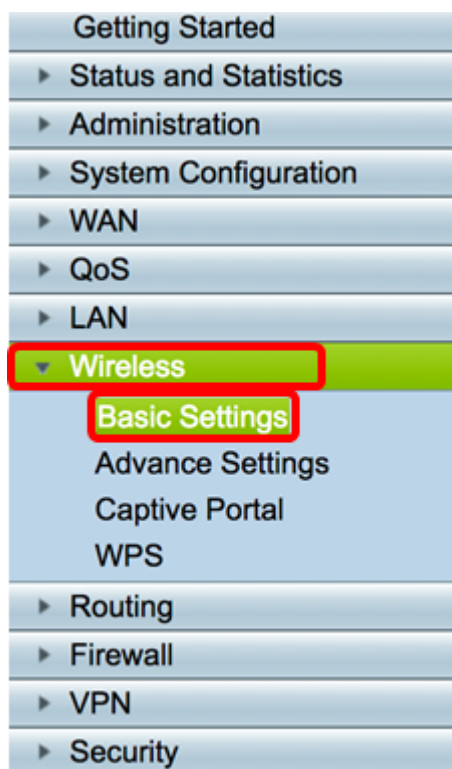 Getting Started
Status and Statistics
Administration
System Configuration
WAN
QoS
LAN
Wireless
Basic Settings
Advance Settings
Captive Portal
WPS
Routing
Firewall
VPN
Security